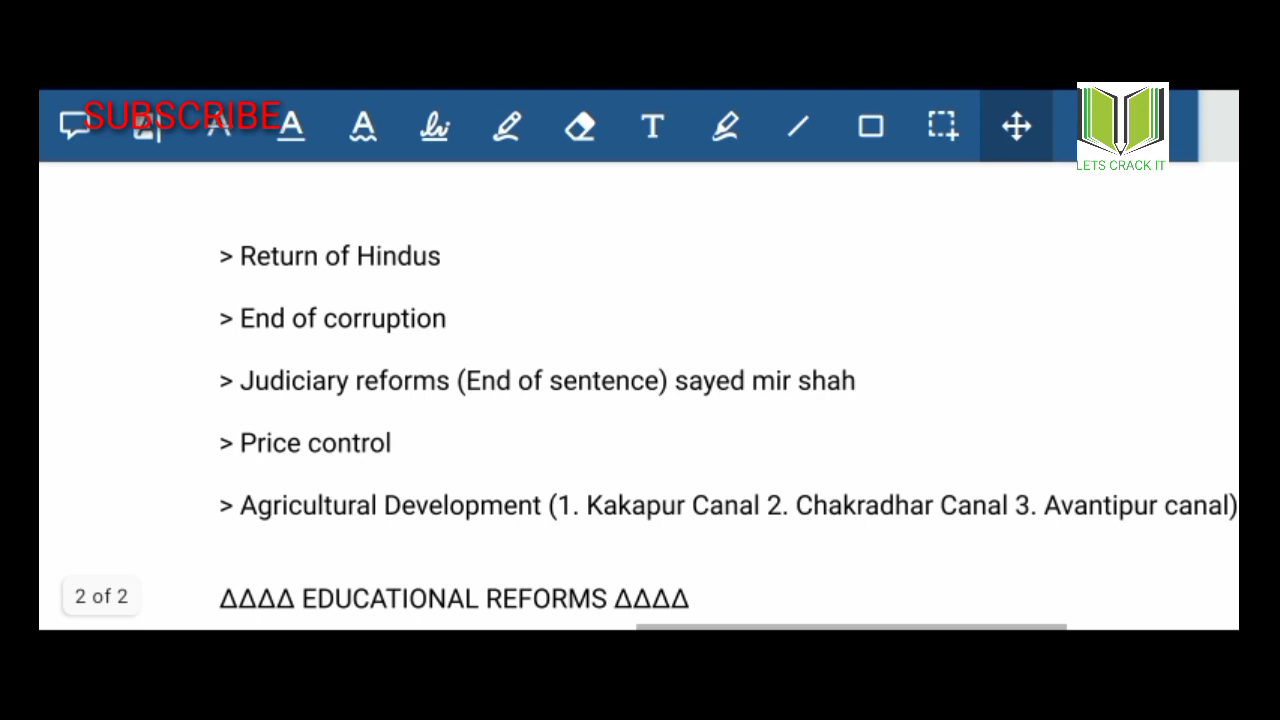 SUBSCRIBE
LETS CRACK IT
> Return of Hindus
> End of corruption
> Judiciary reforms (End of sentence) sayed mir shah
> Price control
> Agricultural Development (1. Kakapur Canal 2. Chakradhar Canal 3. Avantipur canal)
2 of 2
ΔΔΔΔ EDUCATIONAL REFORMS ΔΔΔΔ